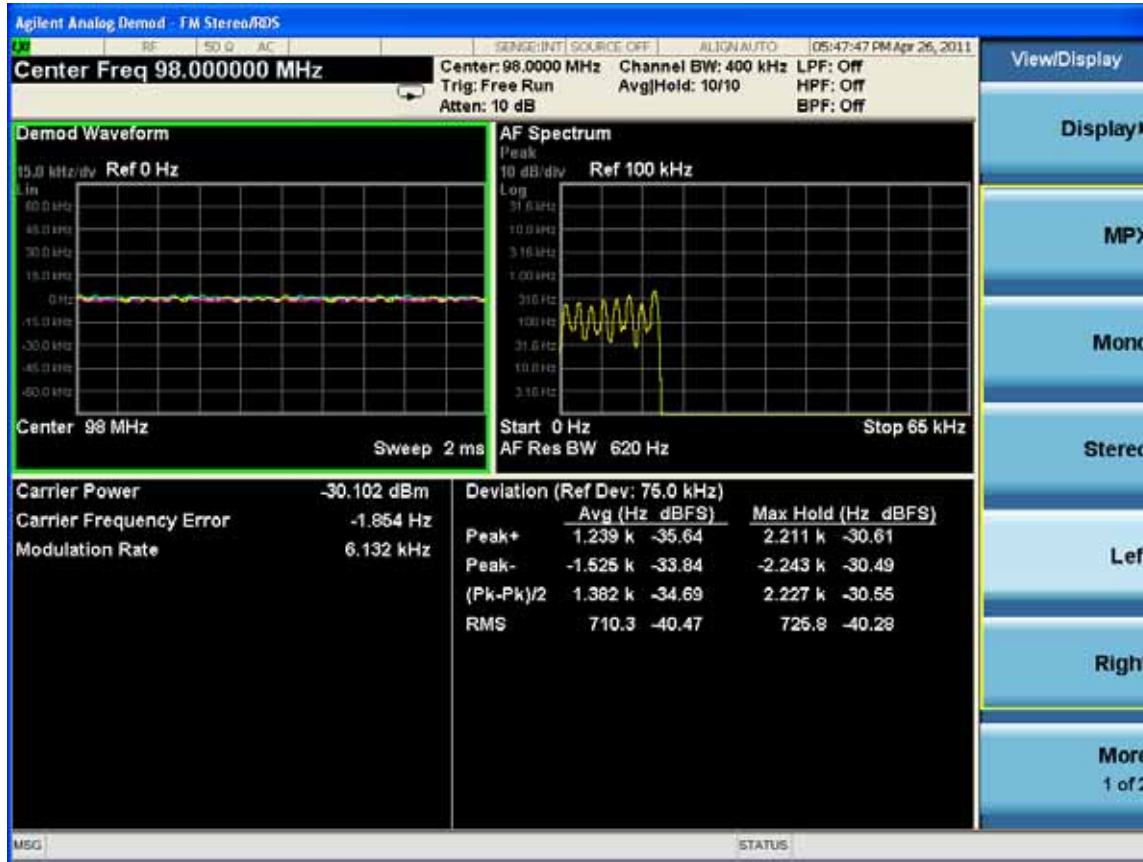 Agilent Analog Demod - FM Stereo/RDS
LXI RF 50 Ω AC SENSE:INT SOURCE OFF ALIGN AUTO 05:47:47 PM Apr 26, 2011
Center Freq 98.000000 MHz
Center: 98.0000 MHz Channel BW: 400 kHz LPF: Off
Trig: Free Run Avg|Hold: 10/10 HPF: Off
Atten: 10 dB BPF: Off
Demod Waveform
15.0 kHz/div Ref 0 Hz
Lin
60.0 kHz
45.0 kHz
30.0 kHz
15.0 kHz
0 Hz
-15.0 kHz
-30.0 kHz
-45.0 kHz
-60.0 kHz
Center 98 MHz
Sweep 2 ms
AF Spectrum
Peak
10 dB/div Ref 100 kHz
Log
31.6 kHz
10.0 kHz
3.16 kHz
1.00 kHz
316 Hz
100 Hz
31.6 Hz
10.0 Hz
3.16 Hz
Start 0 Hz Stop 65 kHz
AF Res BW 620 Hz
Carrier Power -30.102 dBm
Carrier Frequency Error -1.854 Hz
Modulation Rate 6.132 kHz
Deviation (Ref Dev: 75.0 kHz)
Avg (Hz dBFS) Max Hold (Hz dBFS)
Peak+ 1.239 k -35.64 2.211 k -30.61
Peak- -1.525 k -33.84 -2.243 k -30.49
(Pk-Pk)/2 1.382 k -34.69 2.227 k -30.55
RMS 710.3 -40.47 725.8 -40.28
View/Display
Display
MPX
Mono
Stereo
Left
Right
More
1 of 2
MSG STATUS